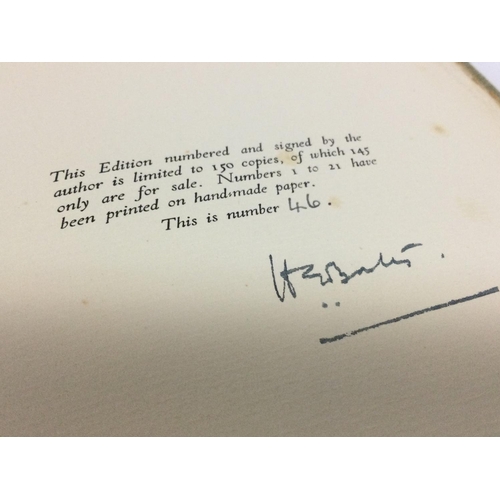 This Edition numbered and signed by the
author is limited to 150 copies, of which 145
only are for sale. Numbers 1 to 21 have
been printed on hand-made paper.
This is number 46.
H E Bates.